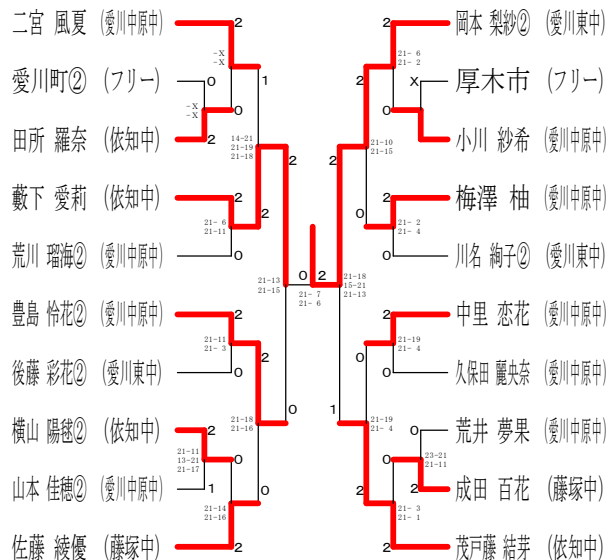 二宮 風夏 (愛川中原中)
愛川町② (フリー)
田所 羅奈 (依知中)
藪下 愛莉 (依知中)
荒川 瑠海② (愛川中原中)
豊島 怜花② (愛川中原中)
後藤 彩花② (愛川東中)
横山 陽毬② (依知中)
山本 佳穂② (愛川中原中)
佐藤 綾優 (藤塚中)
2
-X
-X
1
0
-X
-X
0
2
14-21
21-19
21-18
2
2
21- 6
21-11
2
0
21-13
21-15
0
2
21- 7
21- 6
2
21-11
21- 3
2
0
21-18
21-16
0
2
21-11
13-21
21-17
0
1
21-14
21-16
0
2
2
21- 6
21- 2
2
X
0
21-10
21-15
2
2
21- 2
21- 4
0
0
21-18
15-21
21-13
2
21-19
21- 4
0
0
21-19
21- 4
1
0
23-21
21-11
0
2
21- 3
21- 1
2
2
岡本 梨紗② (愛川東中)
厚木市 (フリー)
小川 紗希 (愛川中原中)
梅澤 柚 (愛川中原中)
川名 絢子② (愛川東中)
中里 恋花 (愛川中原中)
久保田 麗央奈 (愛川中原中)
荒井 夢果 (愛川中原中)
成田 百花 (藤塚中)
茂戸藤 結芽 (依知中)